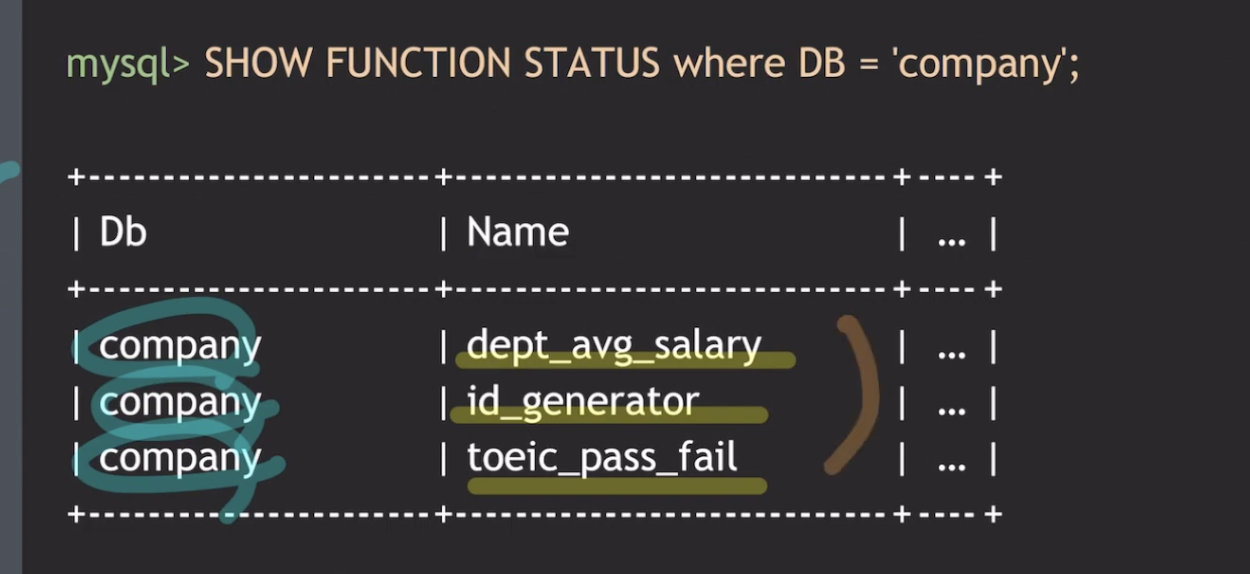 mysql> SHOW FUNCTION STATUS where DB = 'company';
+-----------------------+-----------------------------+---- +
| Db | Name | ... |
+-----------------------+-----------------------------+---- +
| company | dept_avg_salary | ... |
| company | id_generator | ... |
| company | toeic_pass_fail | ... |
+-----------------------+-----------------------------+---- +